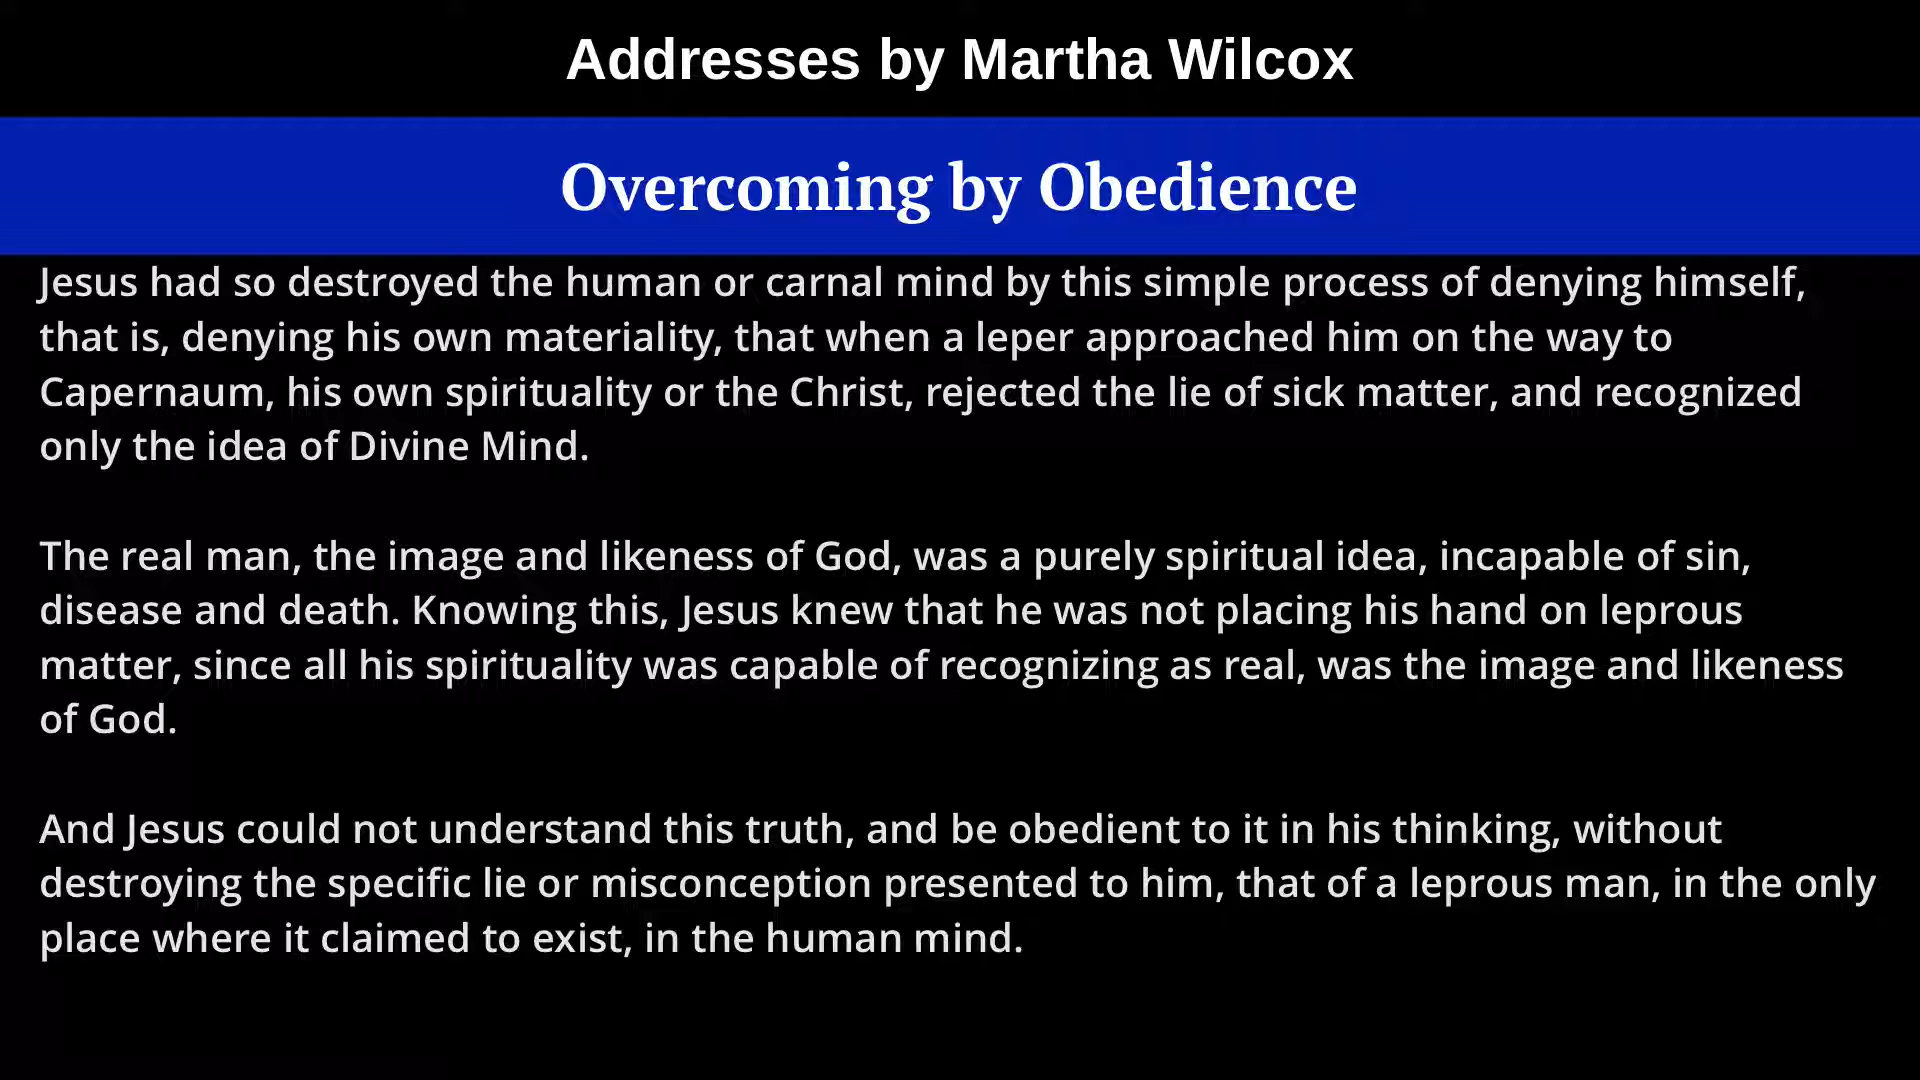 Addresses by Martha Wilcox
Overcoming by Obedience
Jesus had so destroyed the human or carnal mind by this simple process of denying himself,
that is, denying his own materiality, that when a leper approached him on the way to
Capernaum, his own spirituality or the Christ, rejected the lie of sick matter, and recognized
only the idea of Divine Mind.
The real man, the image and likeness of God, was a purely spiritual idea, incapable of sin,
disease and death. Knowing this, Jesus knew that he was not placing his hand on leprous
matter, since all his spirituality was capable of recognizing as real, was the image and likeness
of God.
And Jesus could not understand this truth, and be obedient to it in his thinking, without
destroying the specific lie or misconception presented to him, that of a leprous man, in the only
place where it claimed to exist, in the human mind.